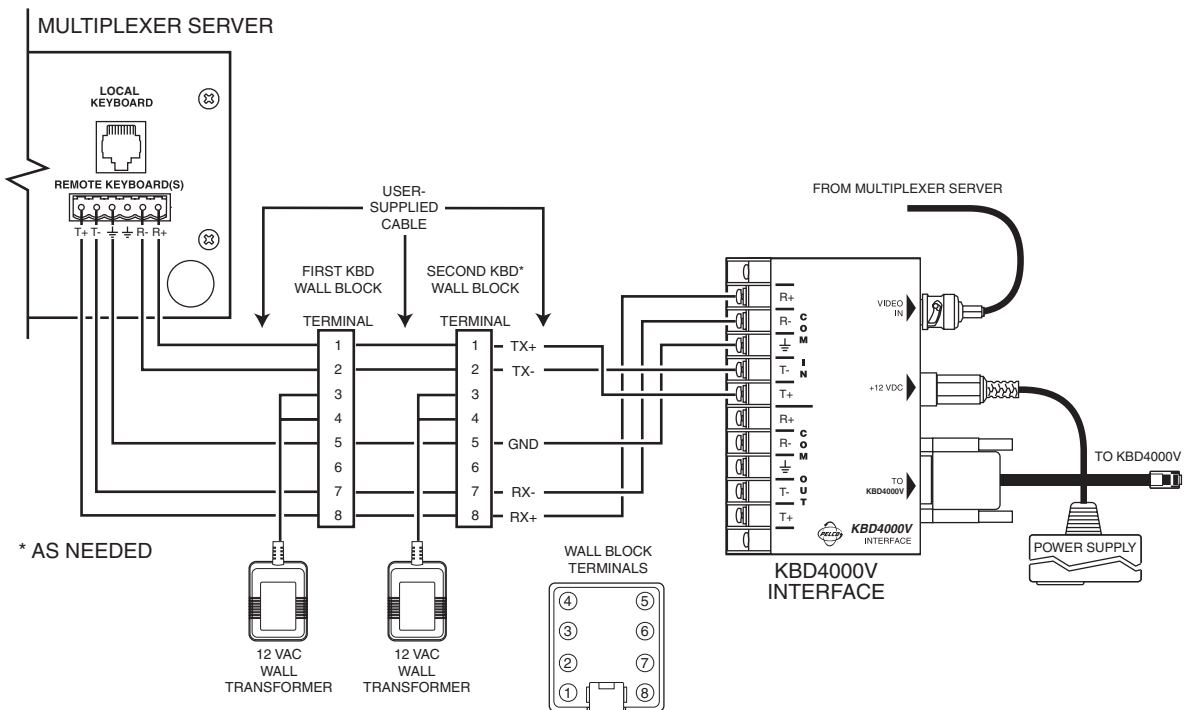 MULTIPLEXER SERVER
LOCAL
KEYBOARD
REMOTE KEYBOARD(S)
T+ T- R- R+
USER-
SUPPLIED
CABLE
FIRST KBD
WALL BLOCK
SECOND KBD*
WALL BLOCK
TERMINAL
1
2
3
4
5
6
7
8
TERMINAL
1
2
3
4
5
6
7
8
TX+
TX-
GND
RX-
RX+
* AS NEEDED
12 VAC
WALL
TRANSFORMER
12 VAC
WALL
TRANSFORMER
WALL BLOCK
TERMINALS
4 5
3 6
2 7
1 8
FROM MULTIPLEXER SERVER
R+
R-
T-
T+
COM IN
R+
R-
T-
T+
COM OUT
VIDEO
IN
+12 VDC
TO
KBD4000V
PELCO
KBD4000V
INTERFACE
KBD4000V
INTERFACE
TO KBD4000V
POWER SUPPLY